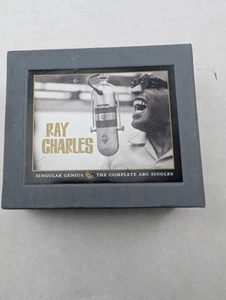 RAY
CHARLES
SINGULAR GENIUS THE COMPLETE ABC SINGLES